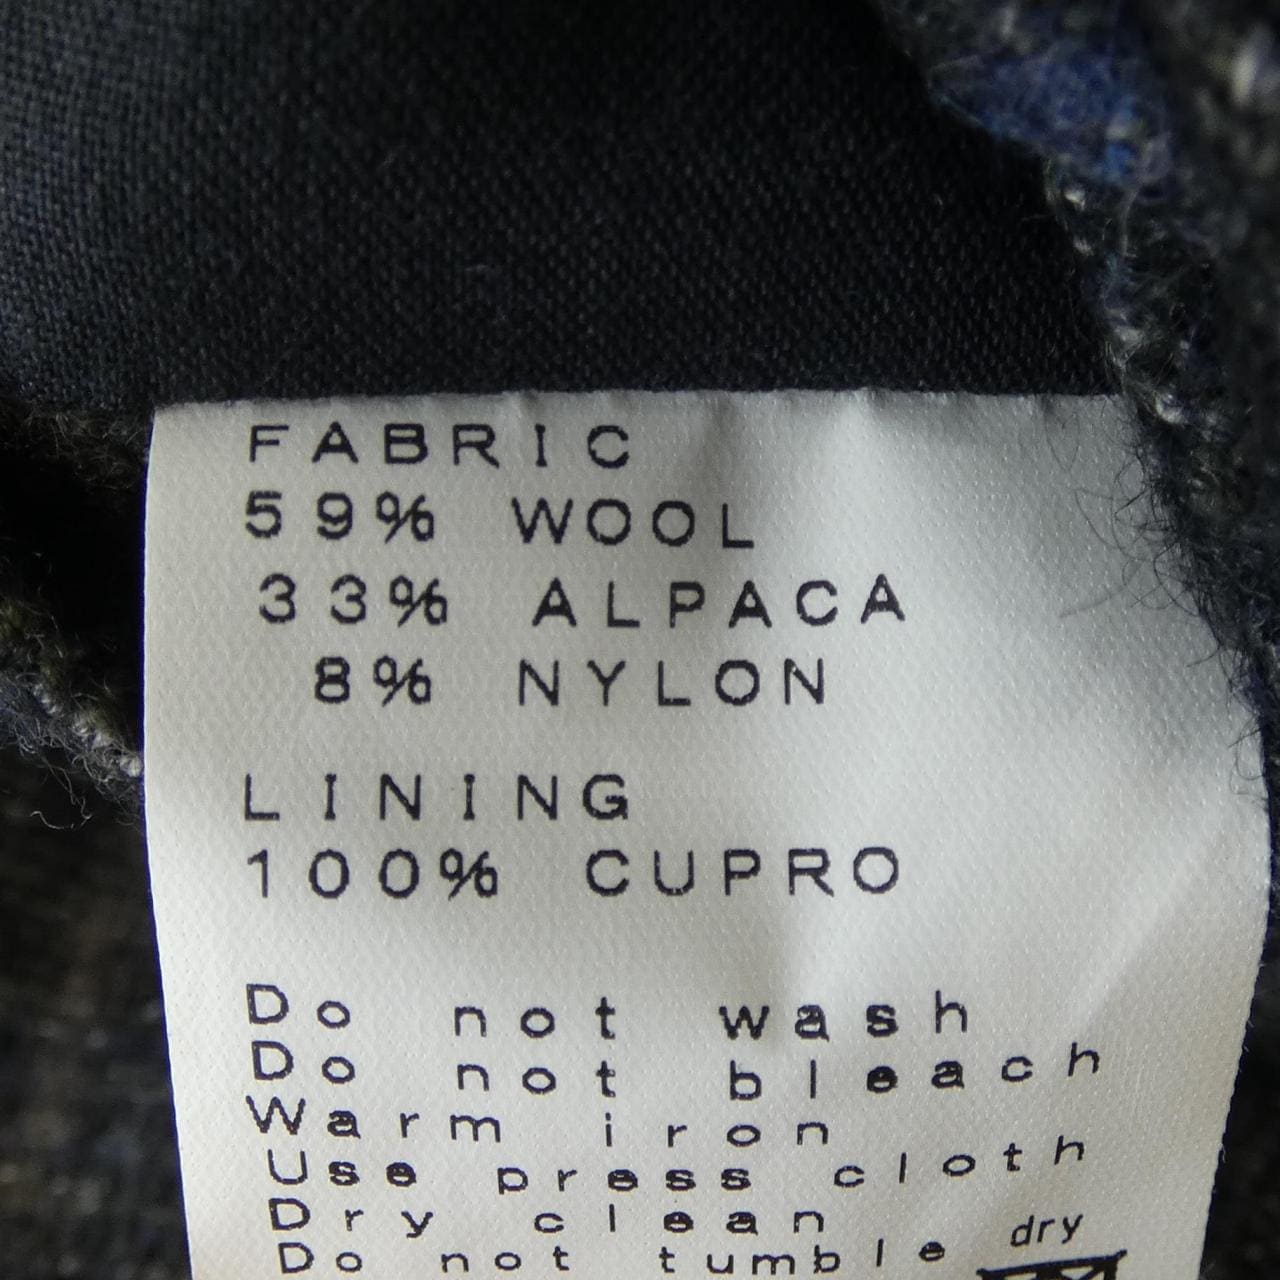 FABRIC
59% WOOL
33% ALPACA
8% NYLON
LINING
100% CUPRO
Do not wash
Do not bleach
Warm iron
Use press cloth
Dry clean
Do not tumble dry